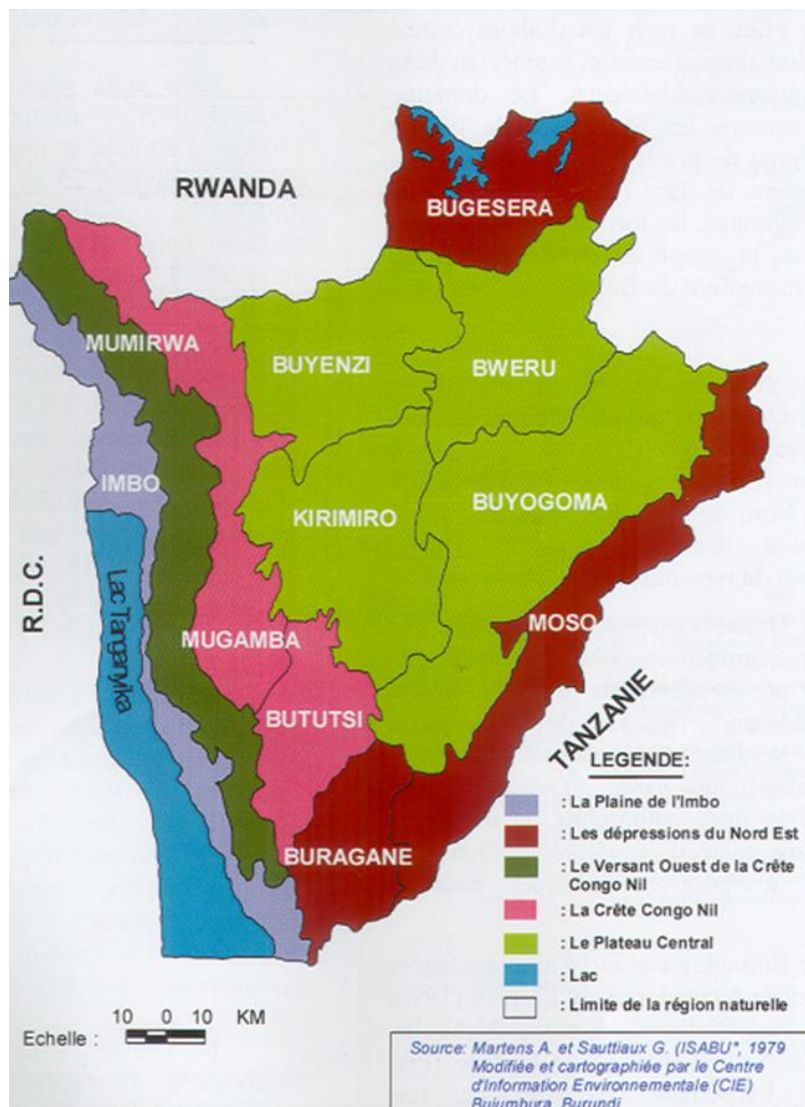 RWANDA
BUGESERA
MUMIRWA
BUYENZI
BWERU
IMBO
KIRIMIRO
BUYOGOMA
R.D.C.
Lac Tanganyika
MUGAMBA
MOSO
BUTUTSI
TANZANIE
BURAGANE
LEGENDE:
: La Plaine de l'Imbo
: Les dépressions du Nord Est
: Le Versant Ouest de la Crête
Congo Nil
: La Crête Congo Nil
: Le Plateau Central
: Lac
: Limite de la région naturelle
10 0 10 KM
Echelle :
Source: Martens A. et Sauttiaux G. (ISABU*, 1979
Modifiée et cartographiée par le Centre
d'Information Environnementale (CIE)
Bujumbura, Burundi